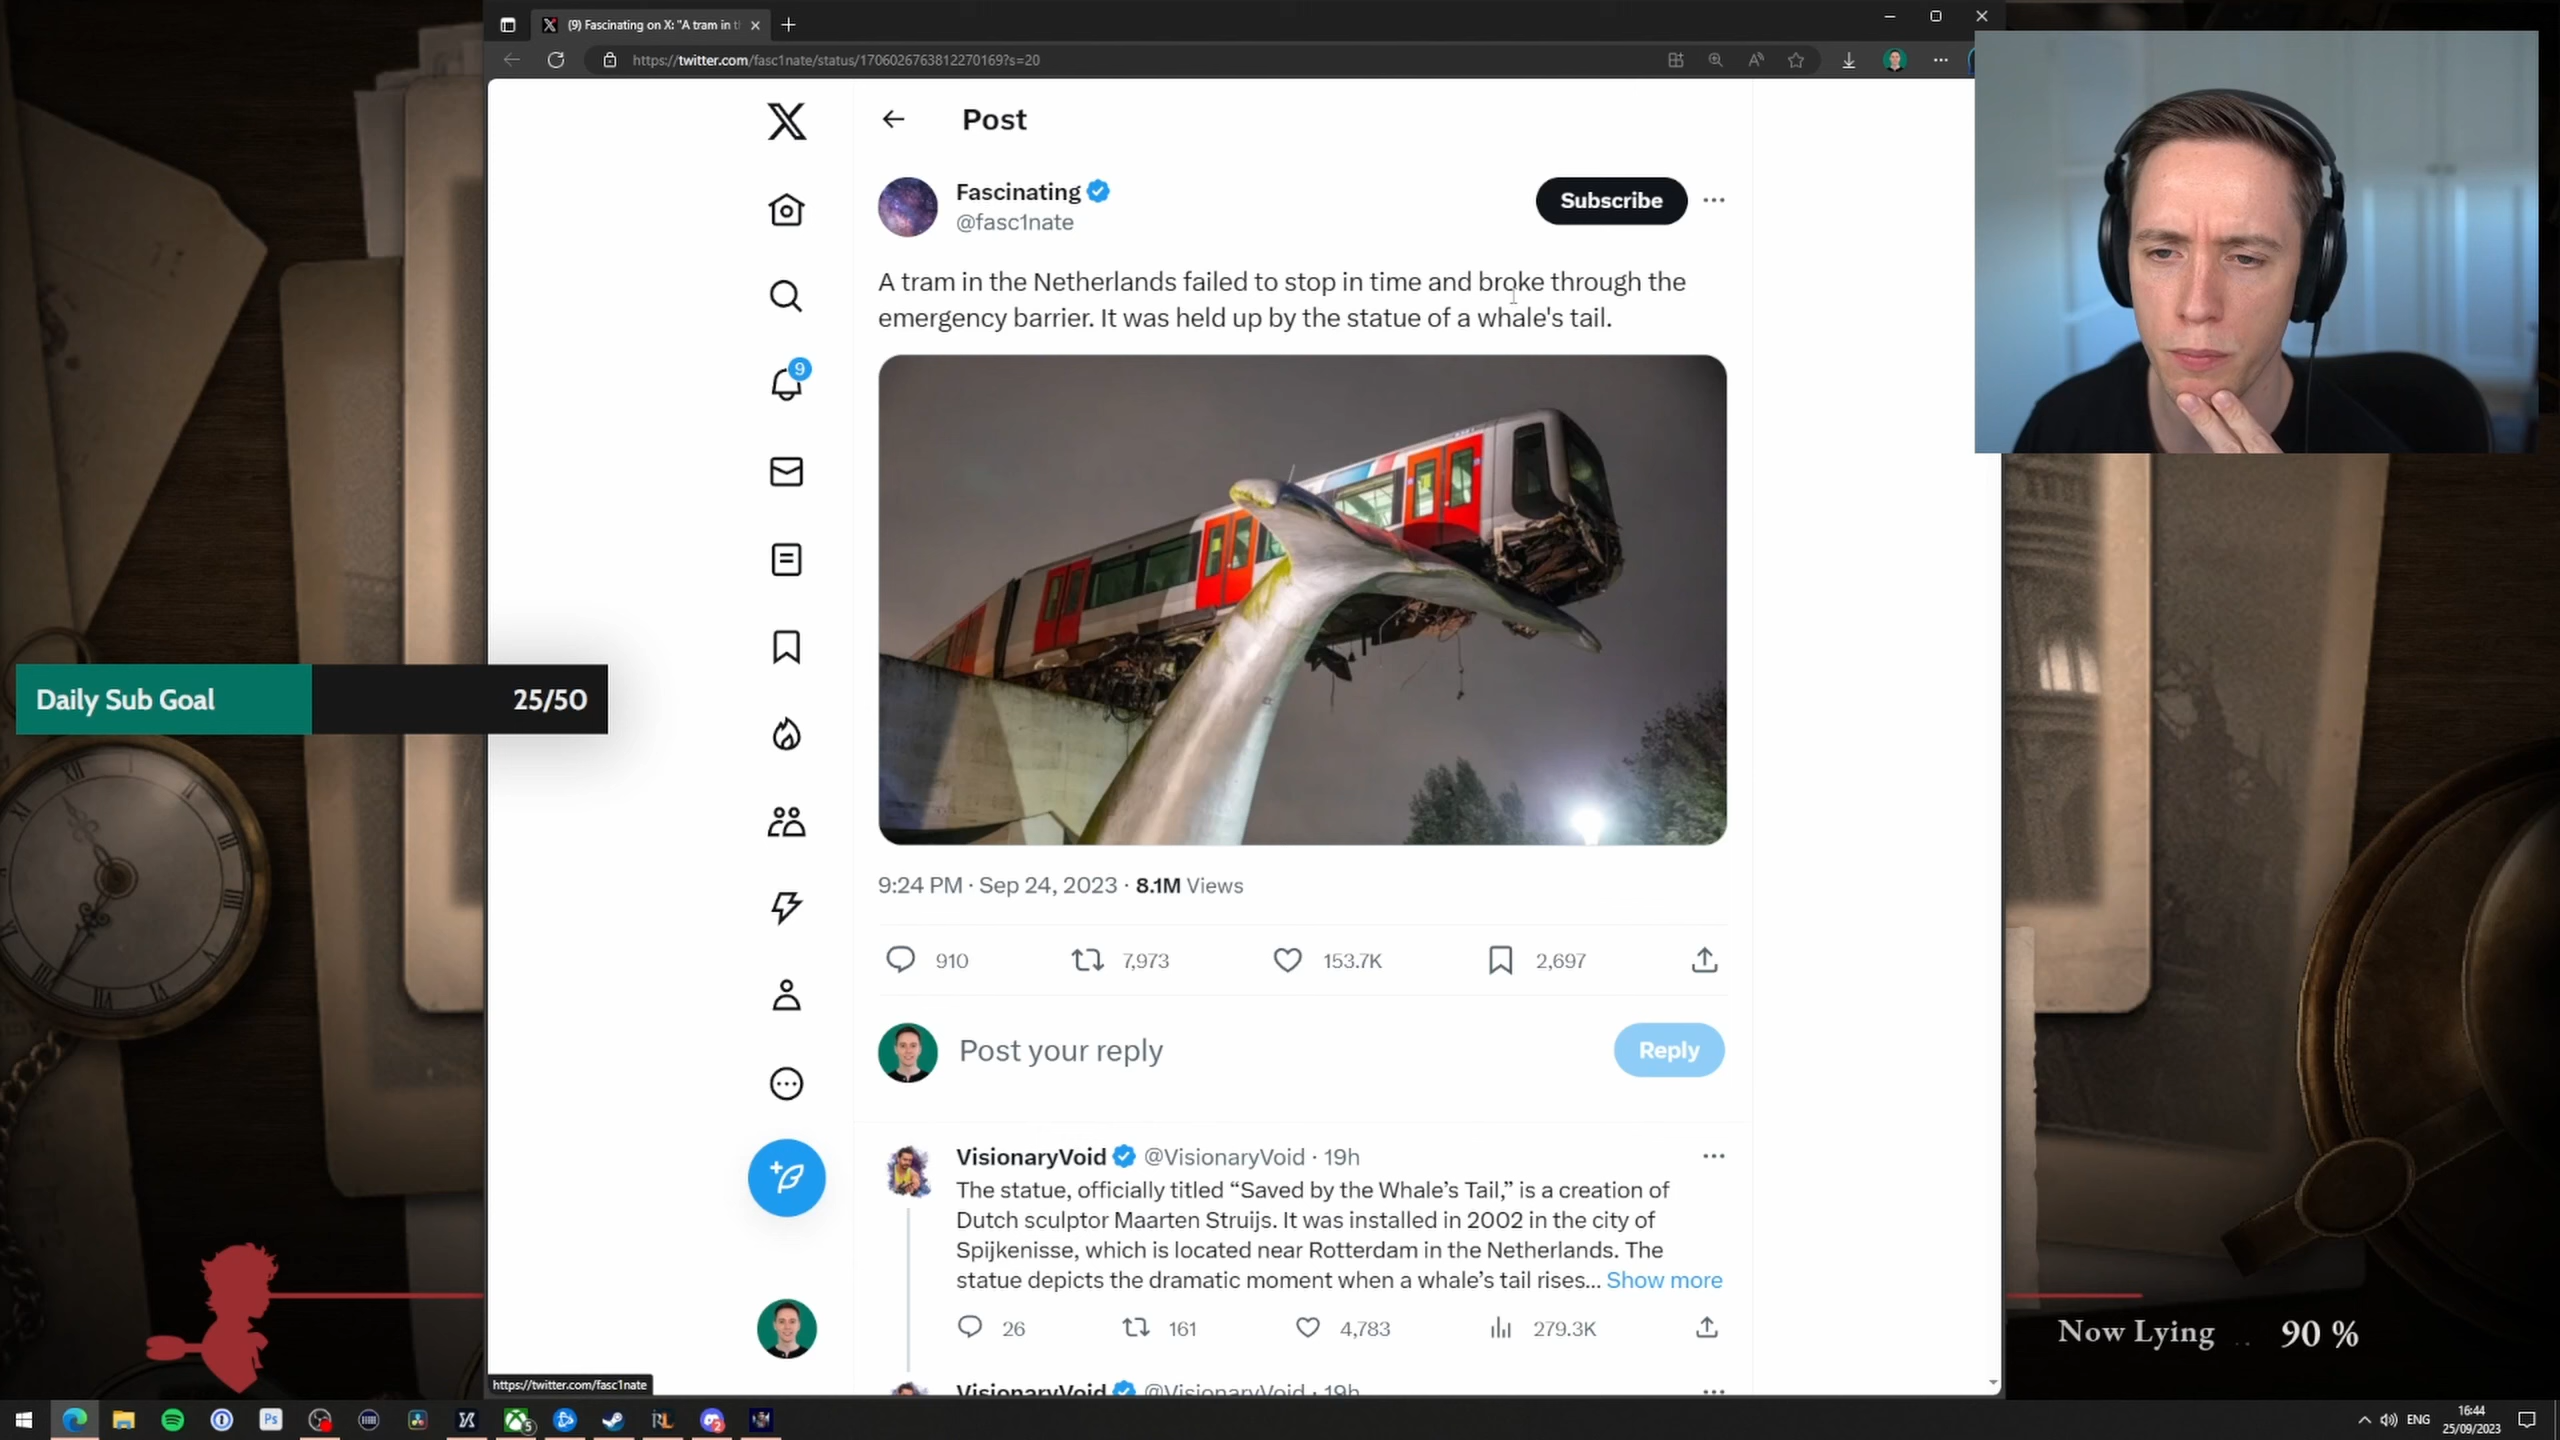 (9) Fascinating on X: "A tram in t
https://twitter.com/fasc1nate/status/1706026763812270169?s=20
Post
Fascinating
@fasc1nate
Subscribe
A tram in the Netherlands failed to stop in time and broke through the
emergency barrier. It was held up by the statue of a whale's tail.
9
9:24 PM · Sep 24, 2023 · 8.1M Views
910
7,973
153.7K
2,697
Post your reply
Reply
VisionaryVoid @VisionaryVoid · 19h
The statue, officially titled “Saved by the Whale’s Tail,” is a creation of
Dutch sculptor Maarten Struijs. It was installed in 2002 in the city of
Spijkenisse, which is located near Rotterdam in the Netherlands. The
statue depicts the dramatic moment when a whale’s tail rises... Show more
26
161
4,783
279.3K
VisionaryVoid @VisionaryVoid · 19h
https://twitter.com/fasc1nate
Daily Sub Goal 25/50
Now Lying .. 90 %
Ps
5
2
ENG
16:44
25/09/2023